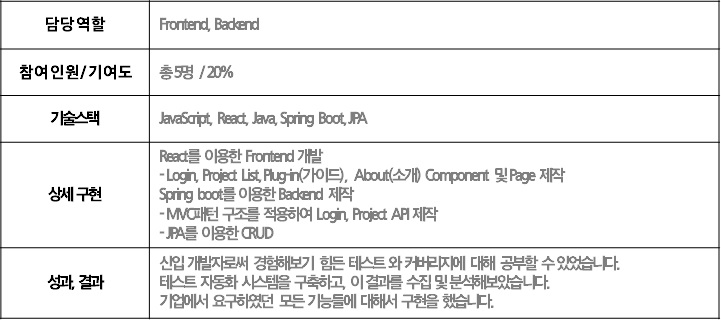 담당 역할
Frontend, Backend
참여 인원 / 기여도
총 5명 / 20%
기술스택
JavaScript, React, Java, Spring Boot, JPA
상세 구현
React를 이용한 Frontend 개발
- Login, Project List, Plug-in(가이드), About(소개) Component 및 Page 제작
Spring boot를 이용한 Backend 제작
- MVC패턴 구조를 적용하여 Login, Project API 제작
- JPA를 이용한 CRUD
성과, 결과
신입 개발자로써 경험해보기 힘든 테스트 와 커버리지에 대해 공부할 수 있었습니다.
테스트 자동화 시스템을 구축하고, 이 결과를 수집 및 분석해보았습니다.
기업에서 요구하였던 모든 기능들에 대해서 구현을 했습니다.